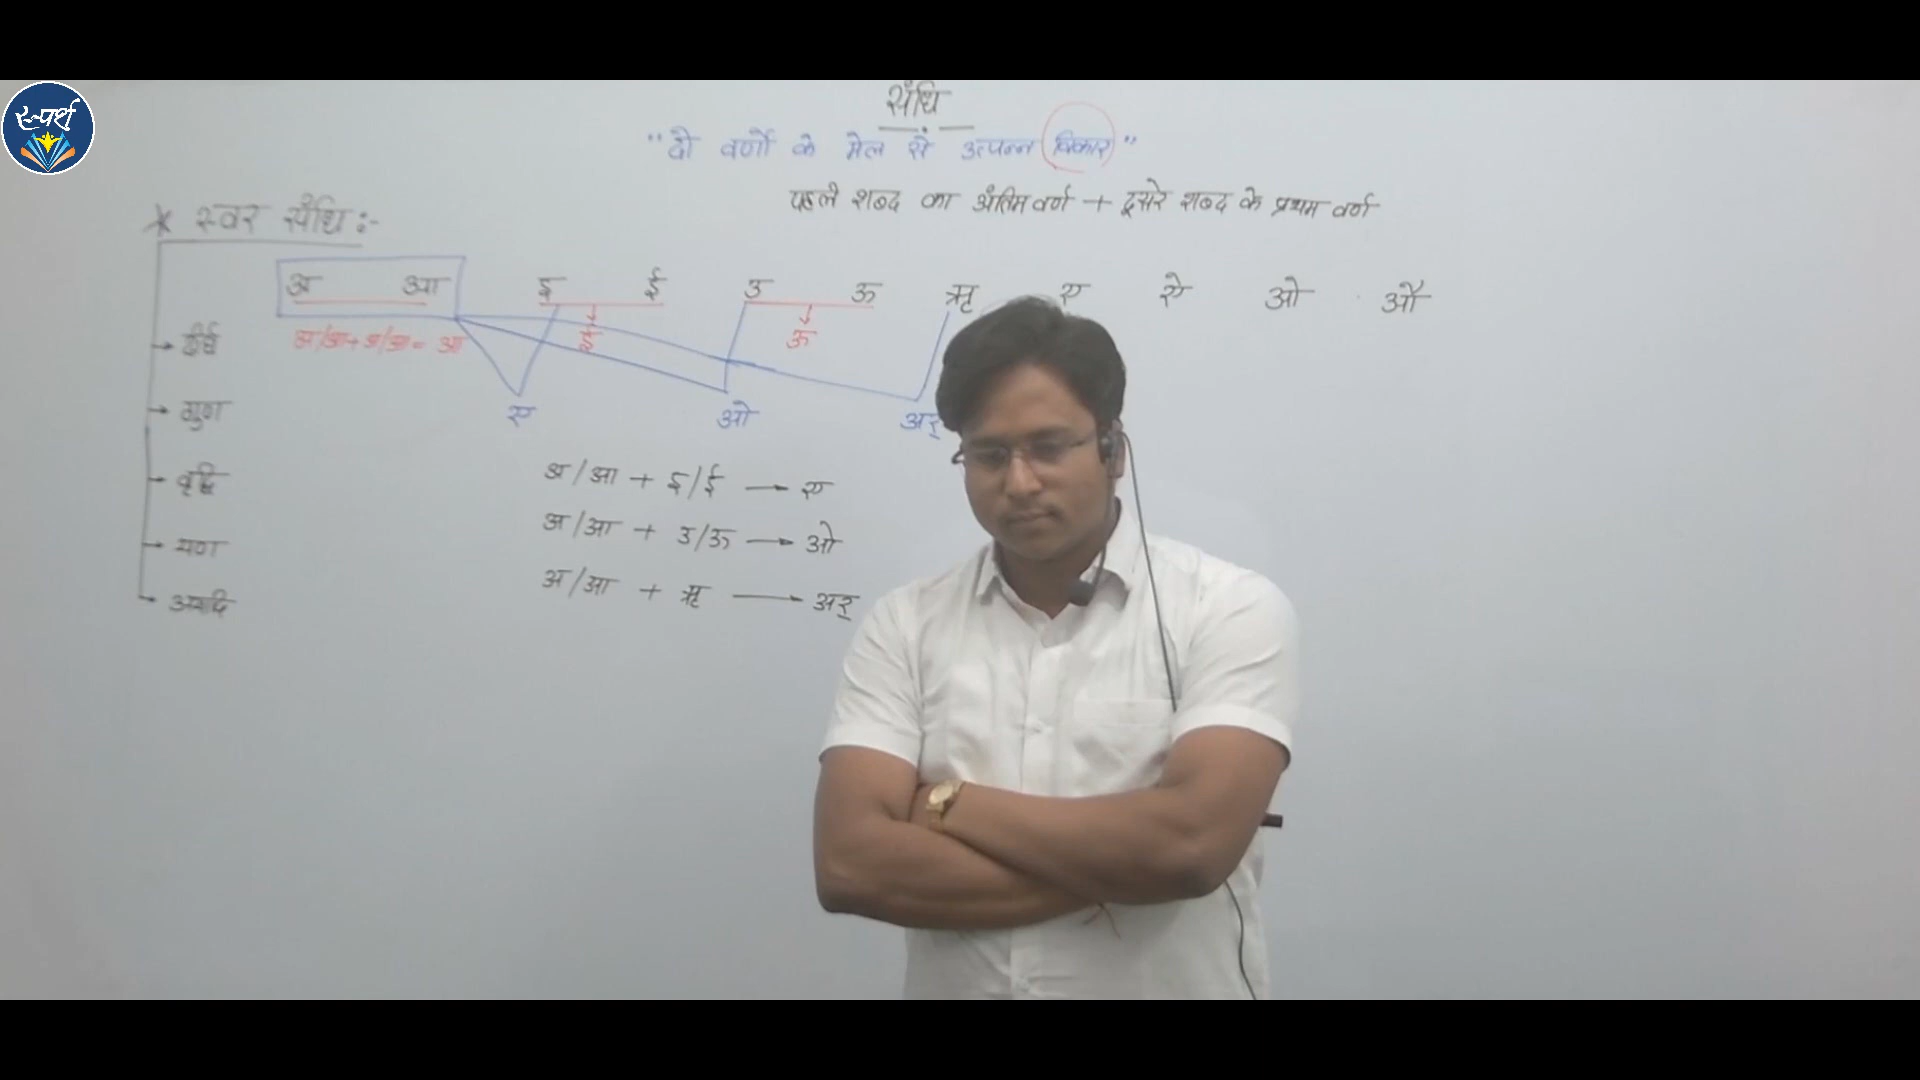 स्पर्श
संधि
"दो वर्णों के मेल से उत्पन्न विकार"
पहले शब्द का अंतिम वर्ण + दूसरे शब्द के प्रथम वर्ण
* स्वर संधि :-
अ आ इ ई उ ऊ ऋ ए ऐ ओ औ
अ/आ + अ/आ = आ ई ऊ
→ दीर्घ
→ गुण
ए ओ अर्
→ वृद्धि
अ/आ + इ/ई → ए
अ/आ + उ/ऊ → ओ
→ यण
अ/आ + ऋ → अर्
→ अयादि